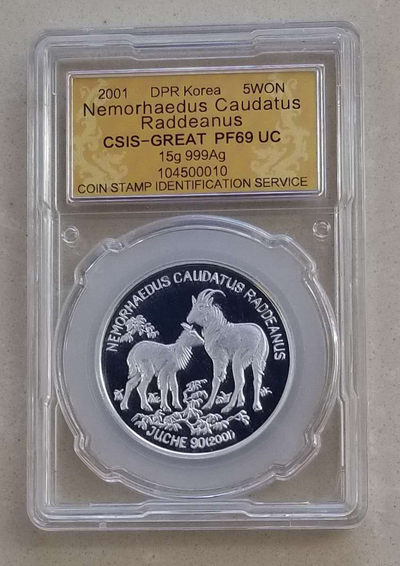 2001 DPR Korea 5WON
Nemorhaedus Caudatus
Raddeanus
CSIS-GREAT PF69 UC
15g 999Ag
104500010
COIN STAMP IDENTIFICATION SERVICE
NEMORHAEDUS CAUDATUS RADDEANUS
JUCHE 90(2001)